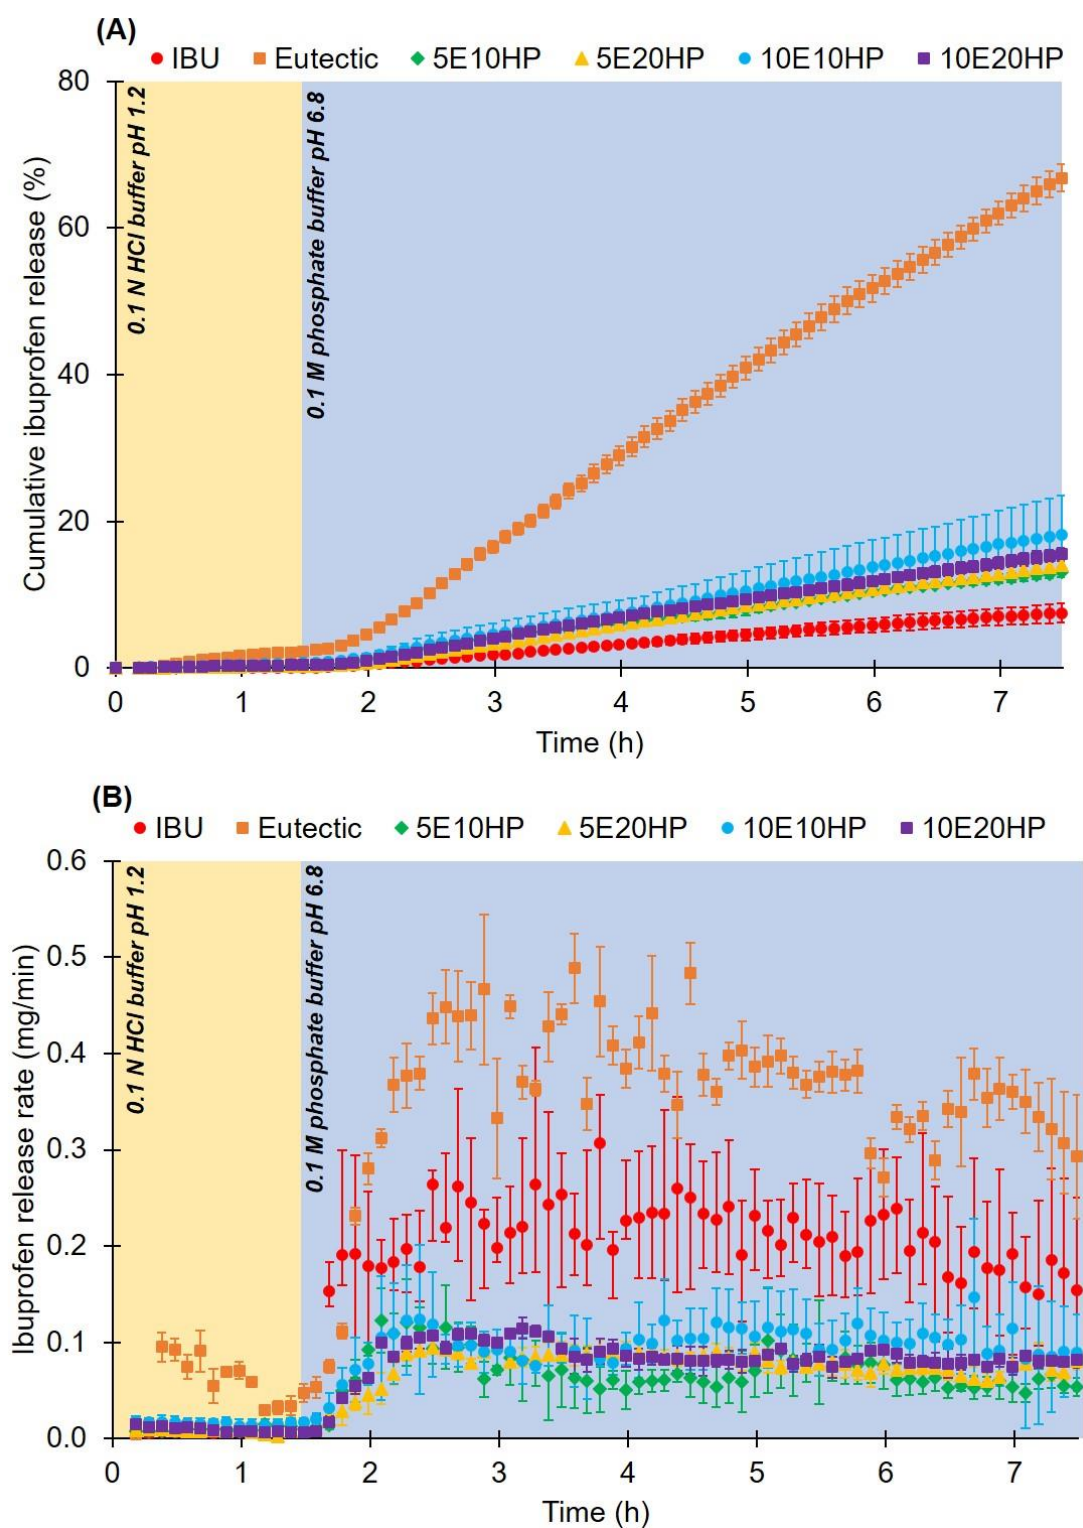 (A)
IBU Eutectic 5E10HP 5E20HP 10E10HP 10E20HP
80
60
40
20
0
Cumulative ibuprofen release (%)
0.1 N HCl buffer pH 1.2
0.1 M phosphate buffer pH 6.8
0 1 2 3 4 5 6 7
Time (h)
(B)
IBU Eutectic 5E10HP 5E20HP 10E10HP 10E20HP
0.6
0.5
0.4
0.3
0.2
0.1
0.0
Ibuprofen release rate (mg/min)
0.1 N HCl buffer pH 1.2
0.1 M phosphate buffer pH 6.8
0 1 2 3 4 5 6 7
Time (h)